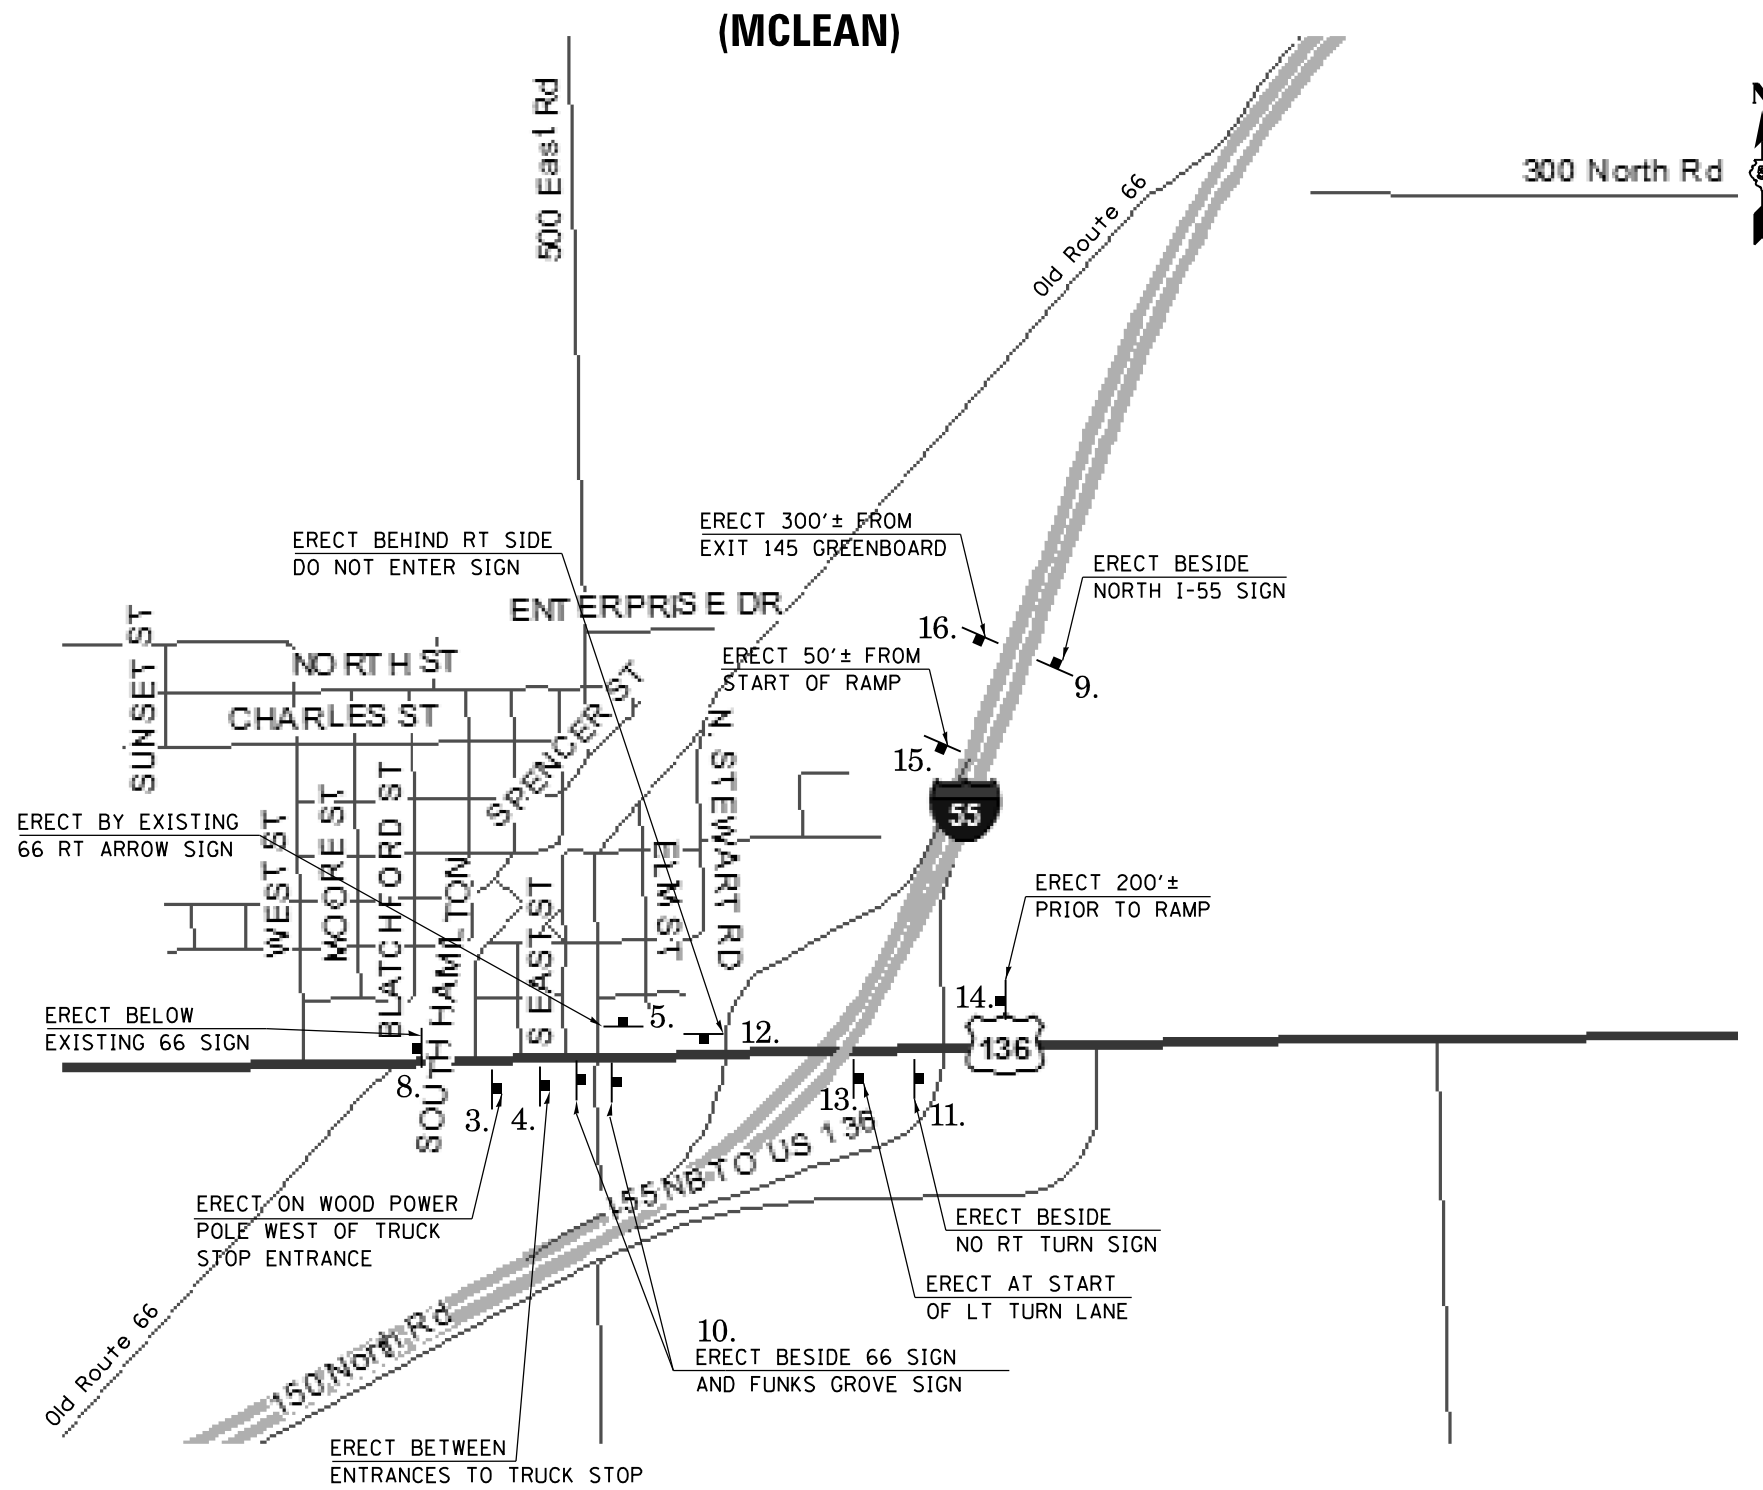 (MCLEAN)
N
500 East Rd
300 North Rd
Old Route 66
ERECT 300'± FROM
EXIT 145 GREENBOARD
ERECT BEHIND RT SIDE
DO NOT ENTER SIGN
ERECT BESIDE
NORTH I-55 SIGN
ENTERPRISE DR
SUNSET ST
NORTH ST
16.
ERECT 50'± FROM
START OF RAMP
9.
CHARLES ST
SPENCER ST
N. STEWART RD
15.
55
ERECT BY EXISTING
66 RT ARROW SIGN
WEST ST
MOORE ST
BLATCHFORD ST
SOUTH HAMILTON
S EAST ST
ELM ST
ERECT 200'±
PRIOR TO RAMP
14.
ERECT BELOW
EXISTING 66 SIGN
5.
12.
136
8.
3.
4.
13.
11.
I 55 NB TO US 136
ERECT ON WOOD POWER
POLE WEST OF TRUCK
STOP ENTRANCE
ERECT BESIDE
NO RT TURN SIGN
ERECT AT START
OF LT TURN LANE
Old Route 66
150 North Rd
10.
ERECT BESIDE 66 SIGN
AND FUNKS GROVE SIGN
ERECT BETWEEN
ENTRANCES TO TRUCK STOP